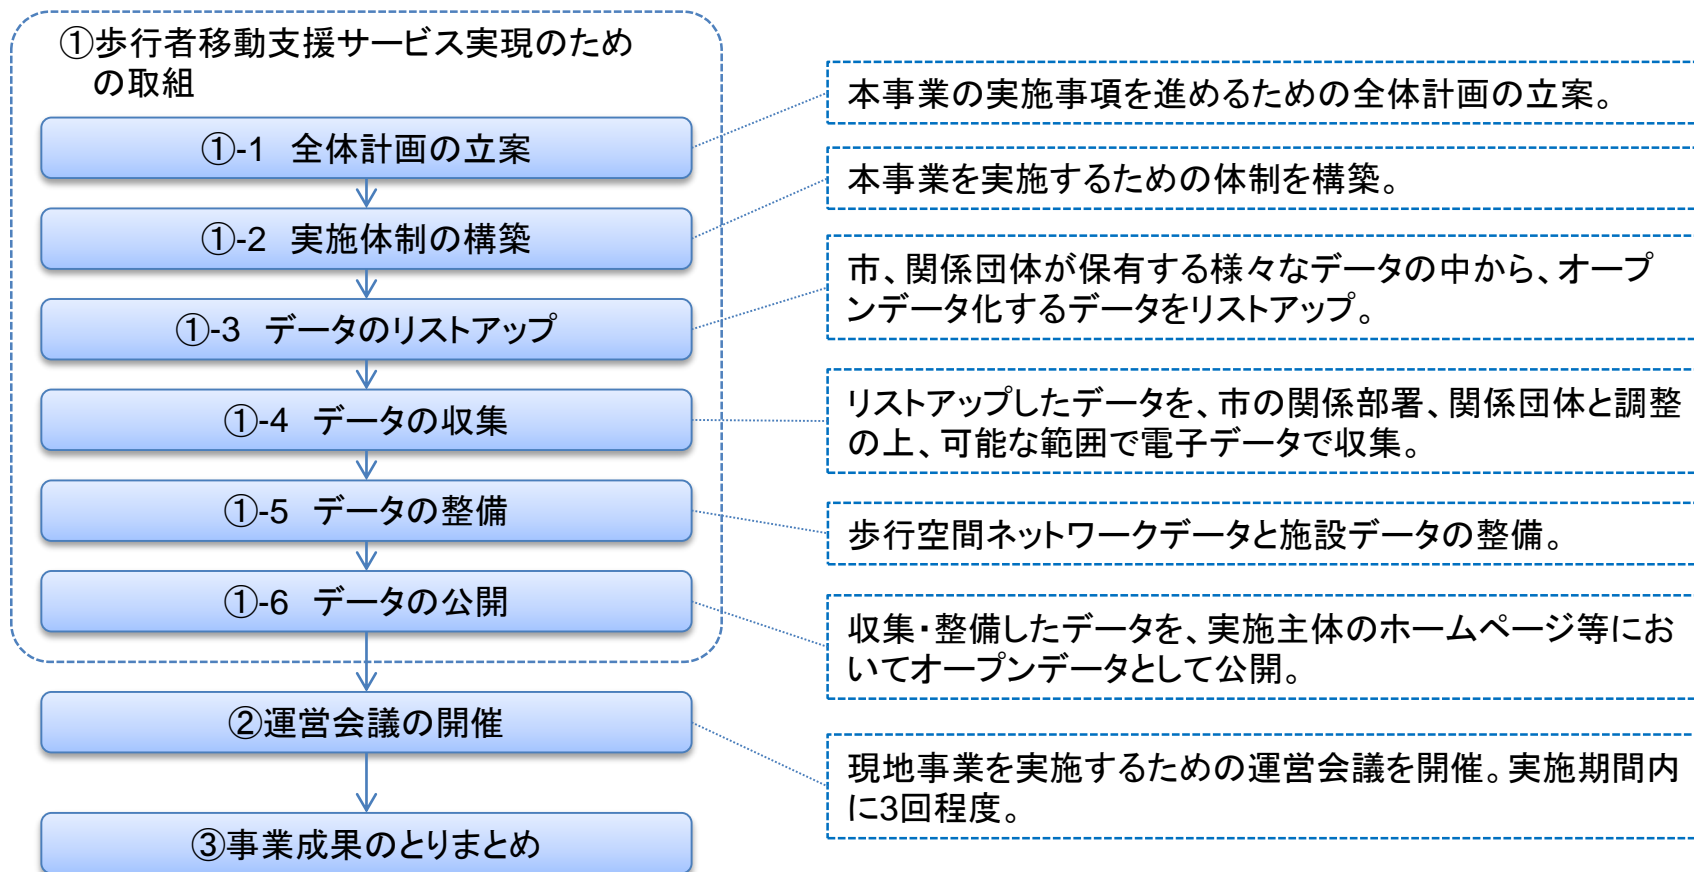 ①歩行者移動支援サービス実現のため
の取組
①-1 全体計画の立案
本事業の実施事項を進めるための全体計画の立案。
①-2 実施体制の構築
本事業を実施するための体制を構築。
①-3 データのリストアップ
市、関係団体が保有する様々なデータの中から、オープ
ンデータ化するデータをリストアップ。
①-4 データの収集
リストアップしたデータを、市の関係部署、関係団体と調整
の上、可能な範囲で電子データで収集。
①-5 データの整備
歩行空間ネットワークデータと施設データの整備。
①-6 データの公開
収集・整備したデータを、実施主体のホームページ等にお
いてオープンデータとして公開。
②運営会議の開催
現地事業を実施するための運営会議を開催。実施期間内
に3回程度。
③事業成果のとりまとめ